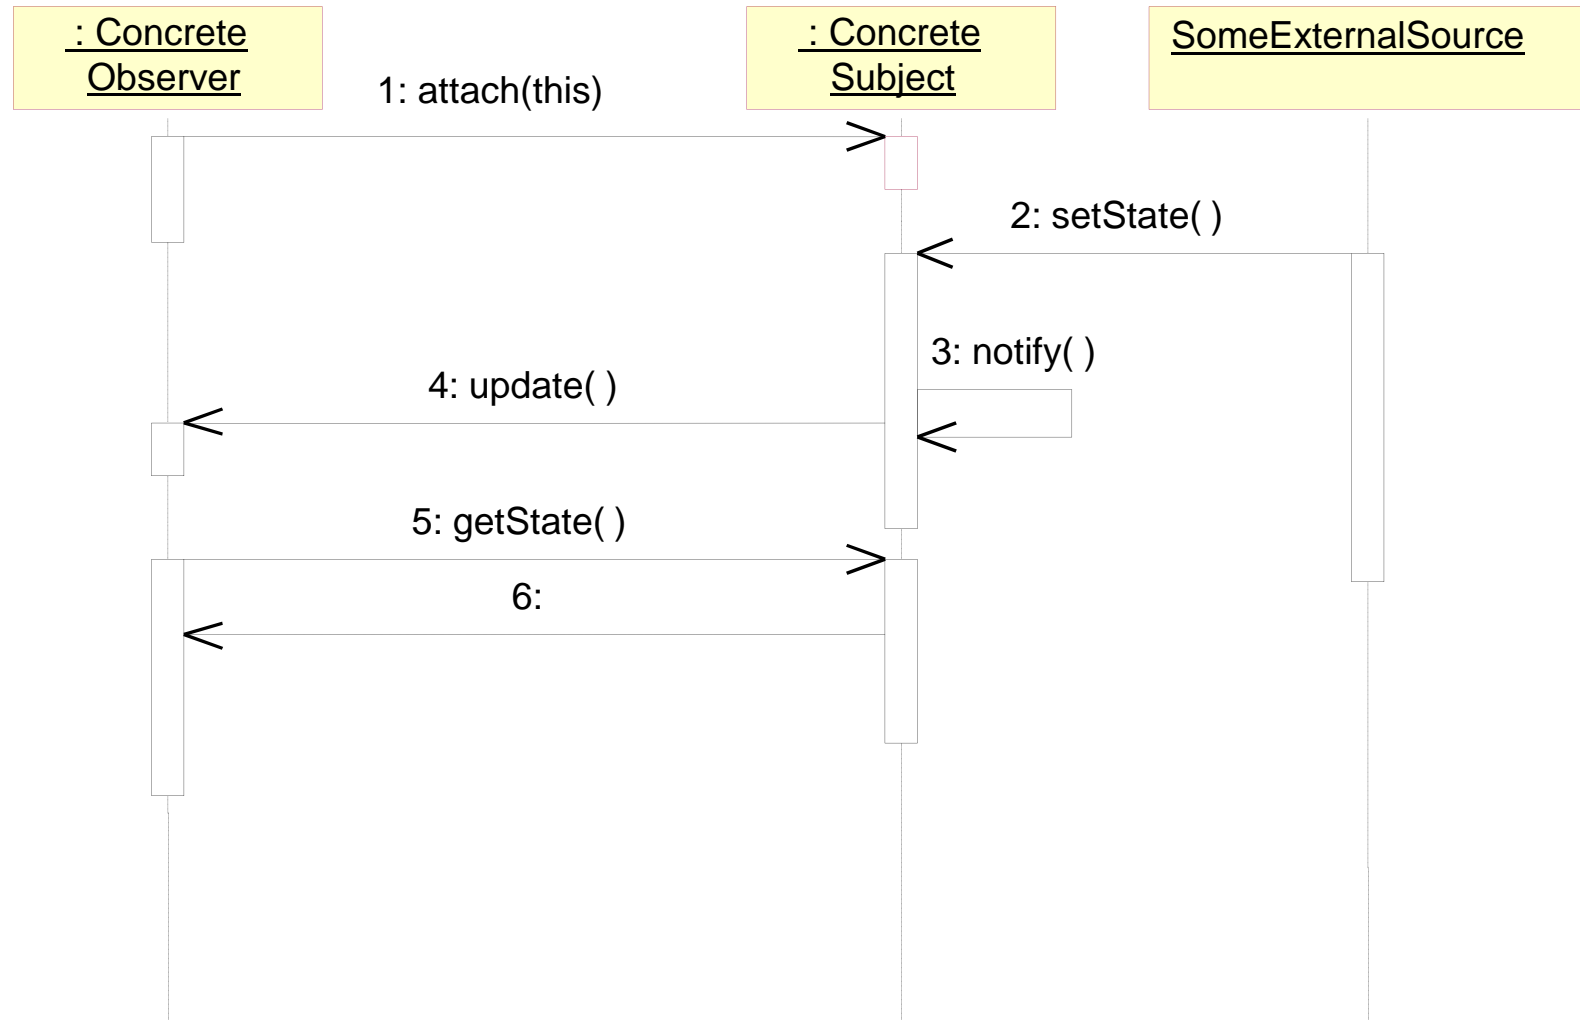 : Concrete
Observer
: Concrete
Subject
SomeExternalSource
1: attach(this)
2: setState( )
3: notify( )
4: update( )
5: getState( )
6: